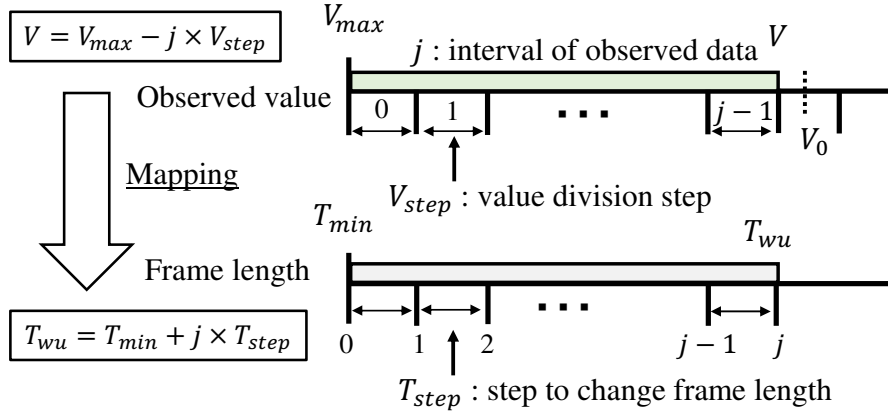 V = V_max − j × V_step
V_max
j : interval of observed data
V
Observed value
0
1
...
j − 1
V_0
Mapping
V_step : value division step
T_min
T_wu
Frame length
...
T_wu = T_min + j × T_step
0
1
2
j − 1
j
T_step : step to change frame length